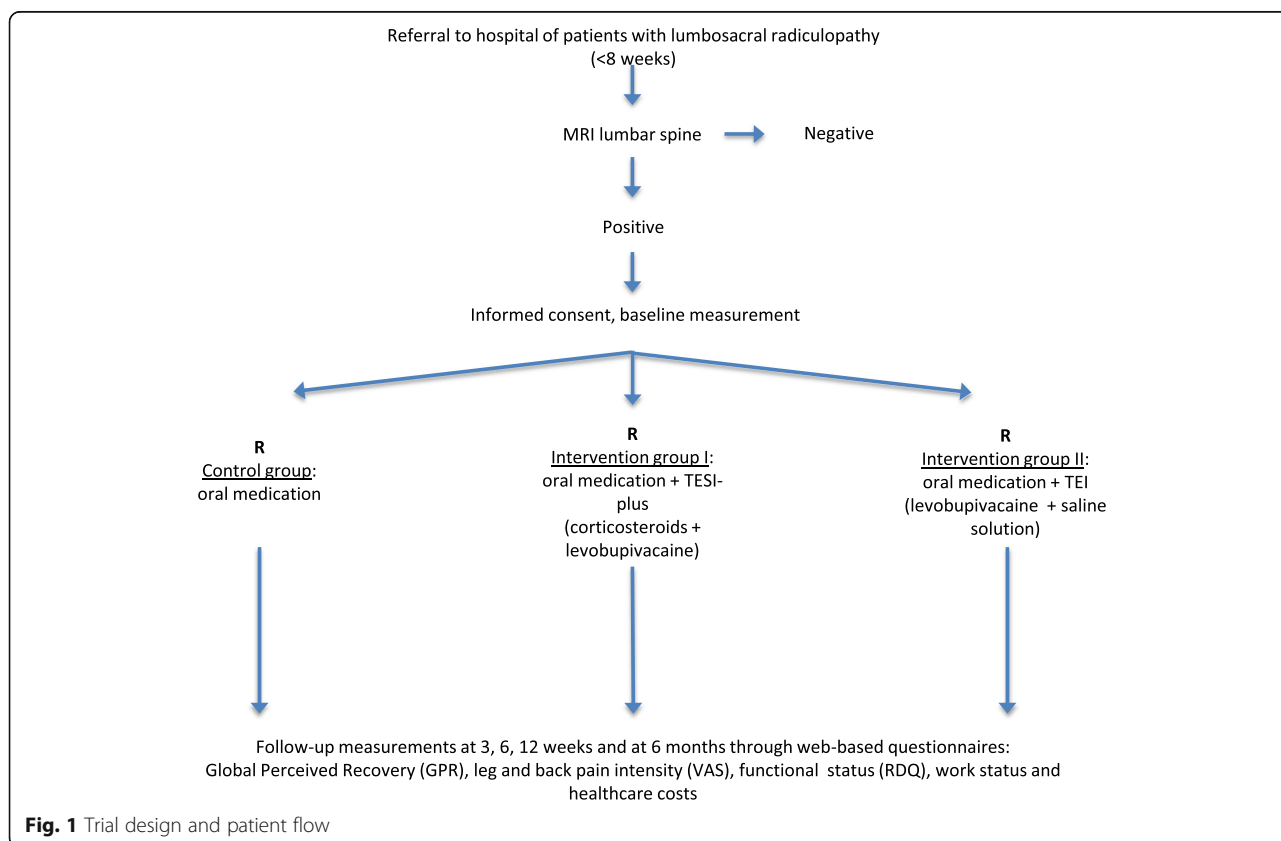 Referral to hospital of patients with lumbosacral radiculopathy
(<8 weeks)
MRI lumbar spine
Negative
Positive
Informed consent, baseline measurement
R
Control group:
oral medication
R
Intervention group I:
oral medication + TESI-
plus
(corticosteroids +
levobupivacaine)
R
Intervention group II:
oral medication + TEI
(levobupivacaine + saline
solution)
Follow-up measurements at 3, 6, 12 weeks and at 6 months through web-based questionnaires:
Global Perceived Recovery (GPR), leg and back pain intensity (VAS), functional status (RDQ), work status and
healthcare costs
Fig. 1 Trial design and patient flow